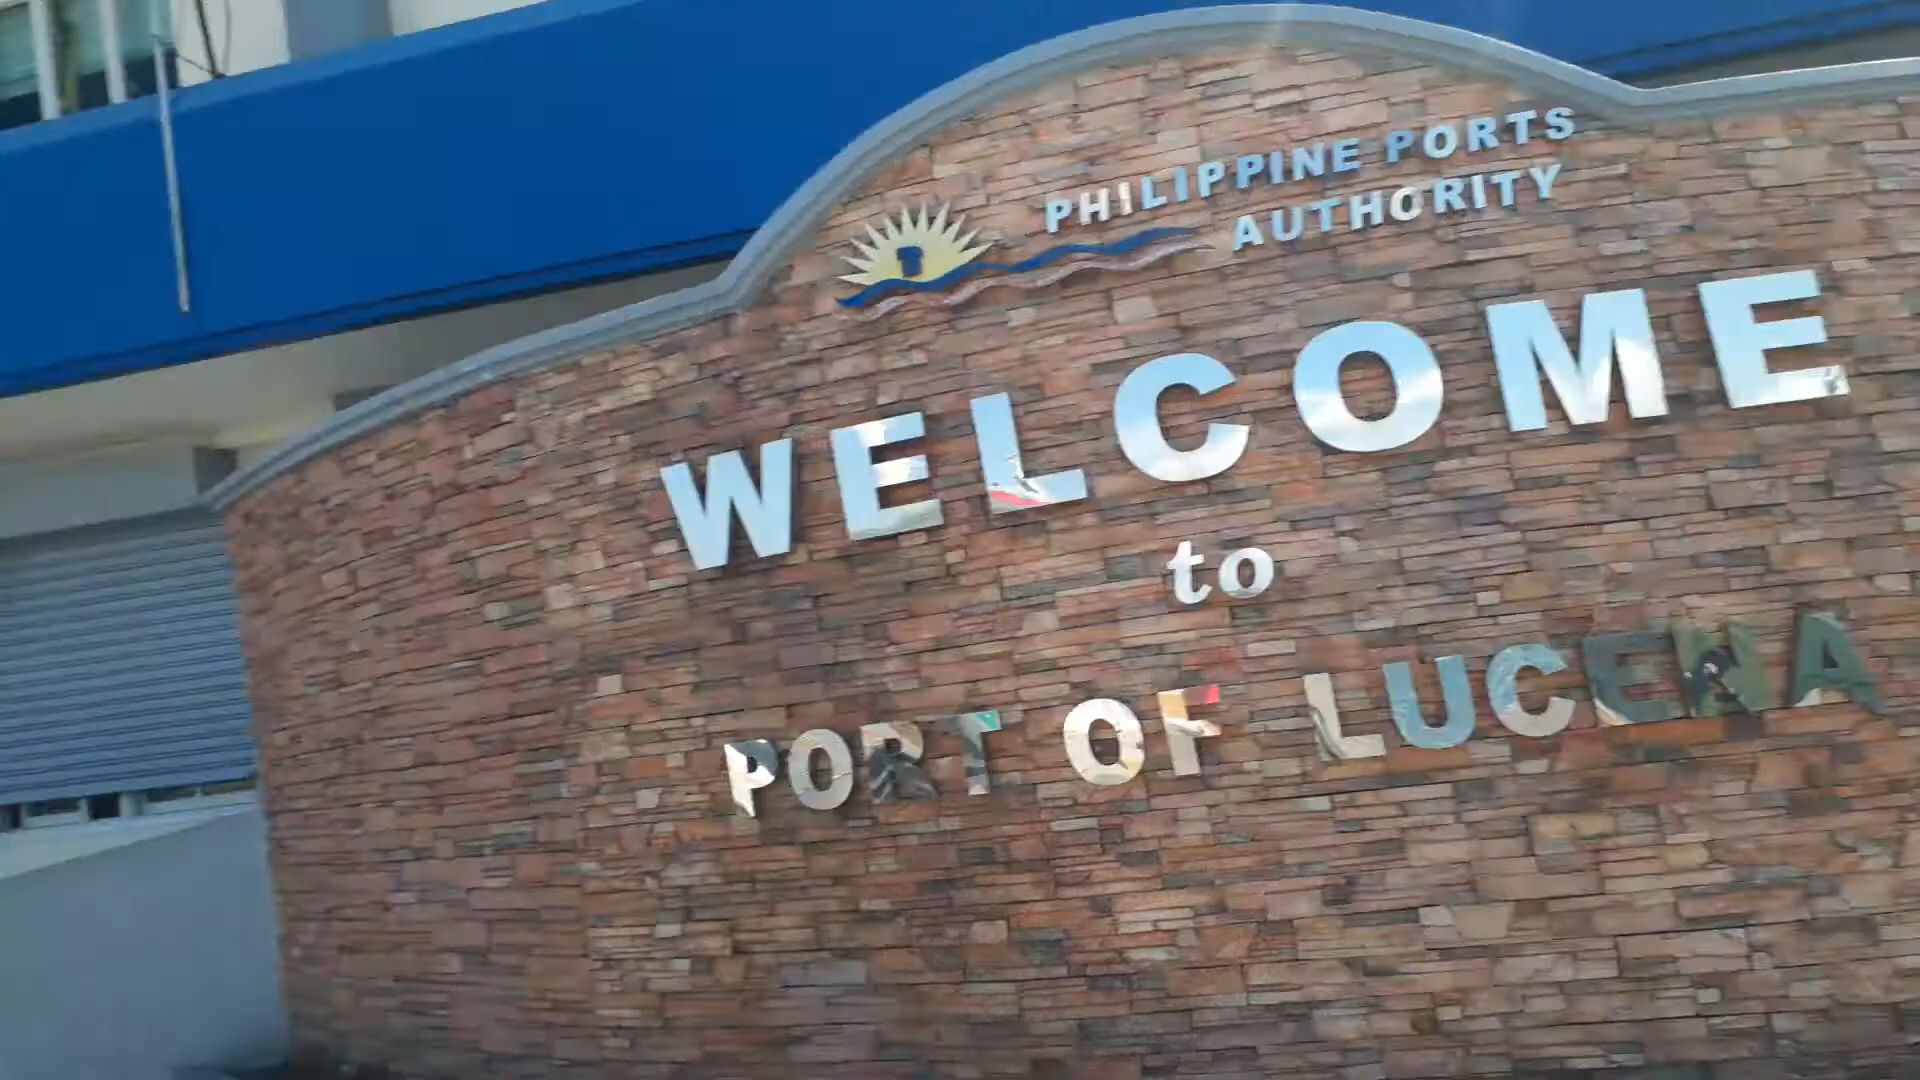 PHILIPPINE PORTS
AUTHORITY
WELCOME
to
PORT OF LUCENA